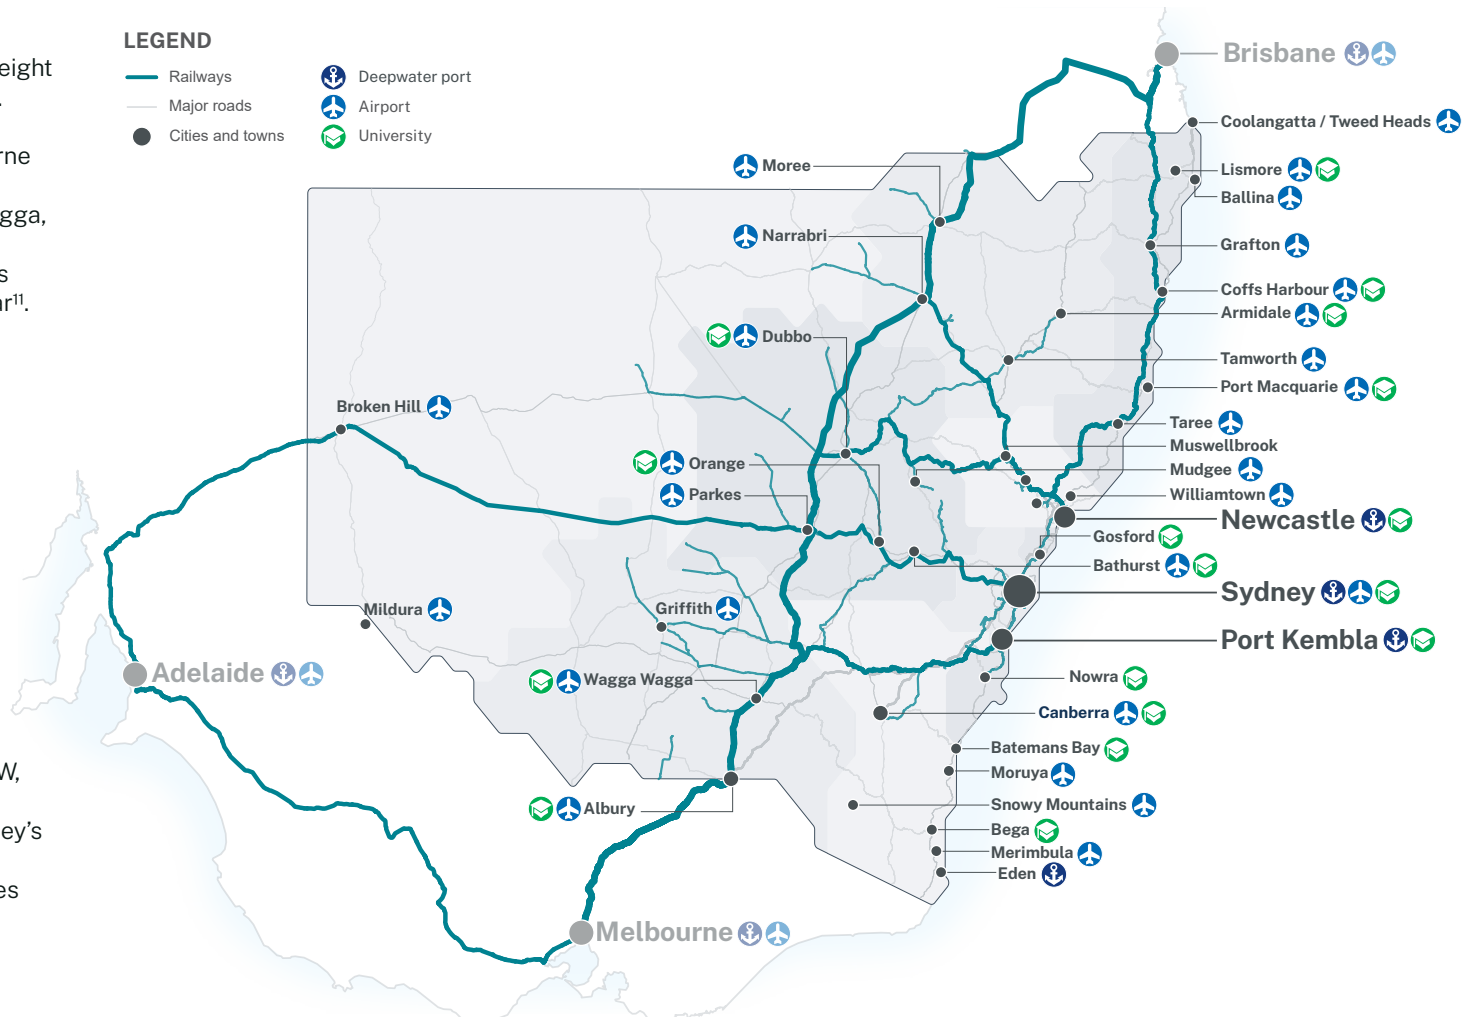 eight
rne
gga,
s
ar¹¹.
W,
ey's
es
LEGEND
Railways
Major roads
Cities and towns
Deepwater port
Airport
University
Brisbane
Coolangatta / Tweed Heads
Moree
Lismore
Ballina
Narrabri
Grafton
Coffs Harbour
Armidale
Dubbo
Tamworth
Port Macquarie
Broken Hill
Taree
Muswellbrook
Orange
Mudgee
Parkes
Williamtown
Newcastle
Gosford
Bathurst
Sydney
Mildura
Griffith
Port Kembla
Adelaide
Wagga Wagga
Nowra
Canberra
Batemans Bay
Moruya
Albury
Snowy Mountains
Bega
Merimbula
Eden
Melbourne